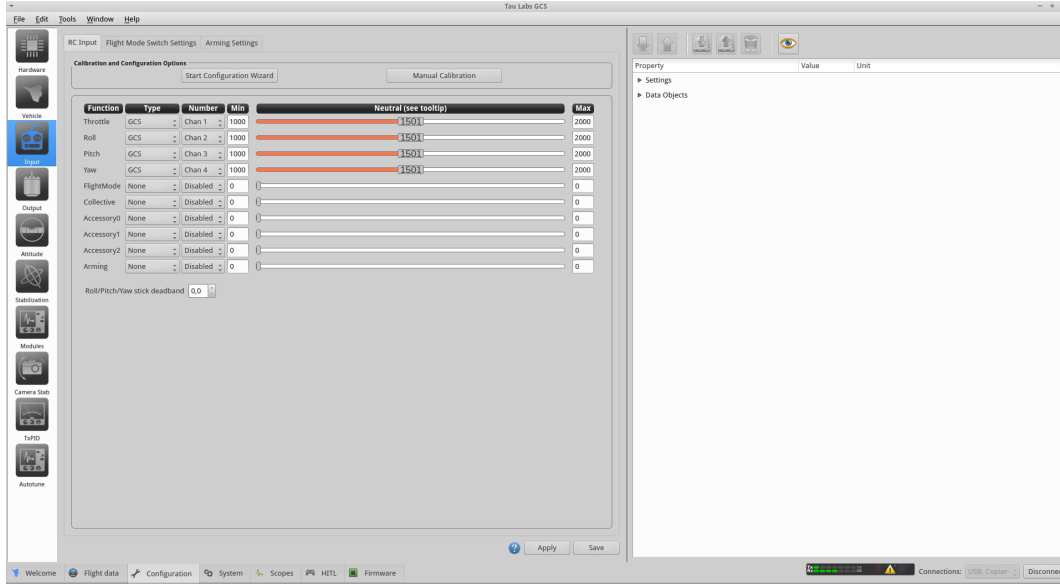 Tau Labs GCS
File Edit Tools Window Help
Hardware
Vehicle
Input
Output
Attitude
Stabilization
Modules
Camera Stab
TxPID
Autotune
RC Input Flight Mode Switch Settings Arming Settings
Calibration and Configuration Options
Start Configuration Wizard Manual Calibration
Function Type Number Min Neutral (see tooltip) Max
Throttle GCS Chan 1 1000 1501 2000
Roll GCS Chan 2 1000 1501 2000
Pitch GCS Chan 3 1000 1501 2000
Yaw GCS Chan 4 1000 1501 2000
FlightMode None Disabled 0 0
Collective None Disabled 0 0
Accessory0 None Disabled 0 0
Accessory1 None Disabled 0 0
Accessory2 None Disabled 0 0
Arming None Disabled 0 0
Roll/Pitch/Yaw stick deadband 0,0
Apply Save
Property Value Unit
Settings
Data Objects
Welcome Flight data Configuration System Scopes HITL Firmware
Connections: USB: Copter Disconne